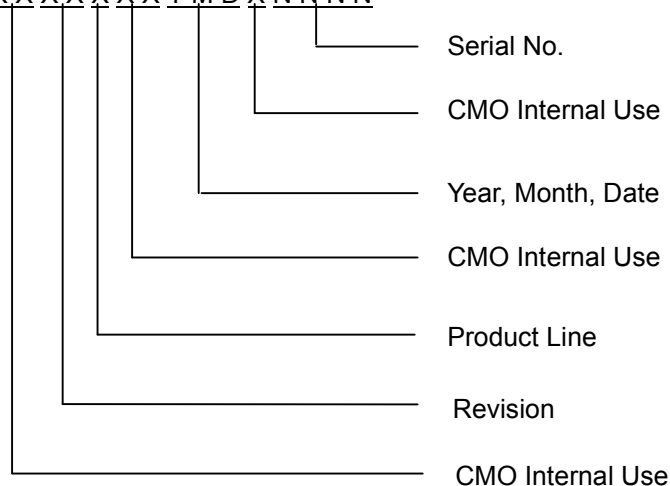 X X X X X X X Y M D X N N N N
Serial No.
CMO Internal Use
Year, Month, Date
CMO Internal Use
Product Line
Revision
CMO Internal Use